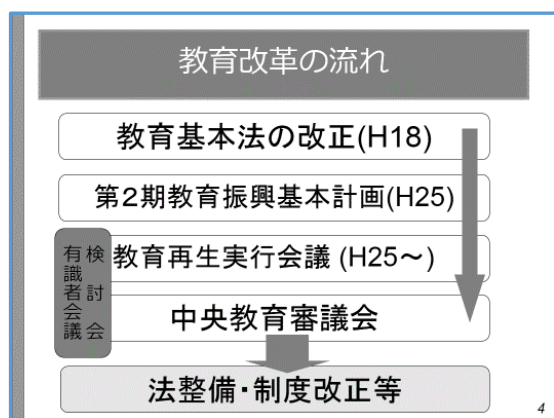 教育改革の流れ
教育基本法の改正(H18)
第２期教育振興基本計画(H25)
教育再生実行会議 (H25～)
検討会
有識者会議
中央教育審議会
法整備・制度改正等
4